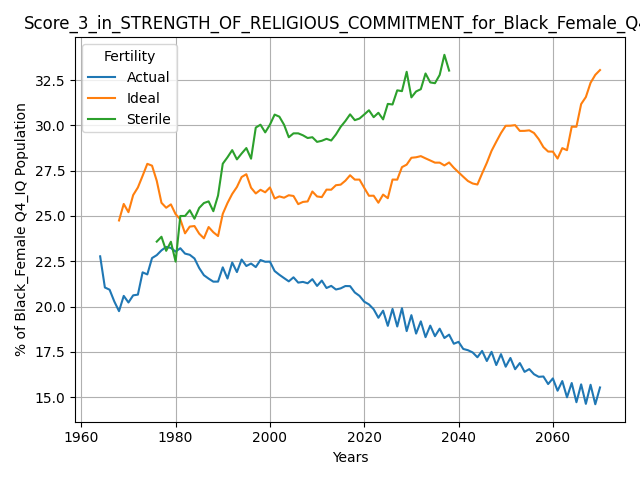 Score_3_in_STRENGTH_OF_RELIGIOUS_COMMITMENT_for_Black_Female_Q4
Fertility
Actual
Ideal
Sterile
% of Black_Female Q4_IQ Population
32.5
30.0
27.5
25.0
22.5
20.0
17.5
15.0
1960
1980
2000
2020
2040
2060
Years